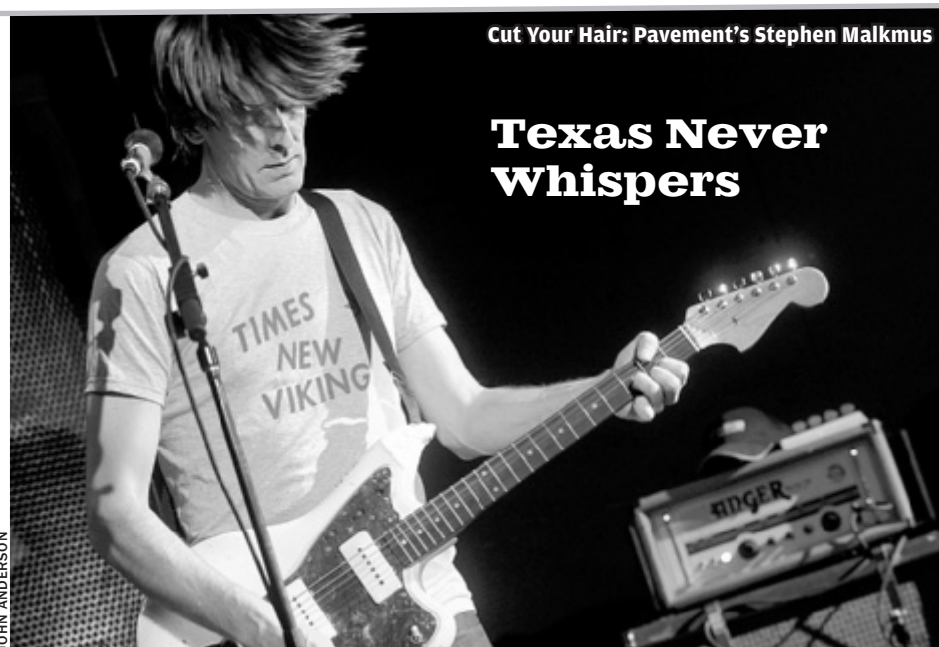 Cut Your Hair: Pavement's Stephen Malkmus
Texas Never
Whispers
TIMES
NEW
VIKING
JOHN ANDERSON